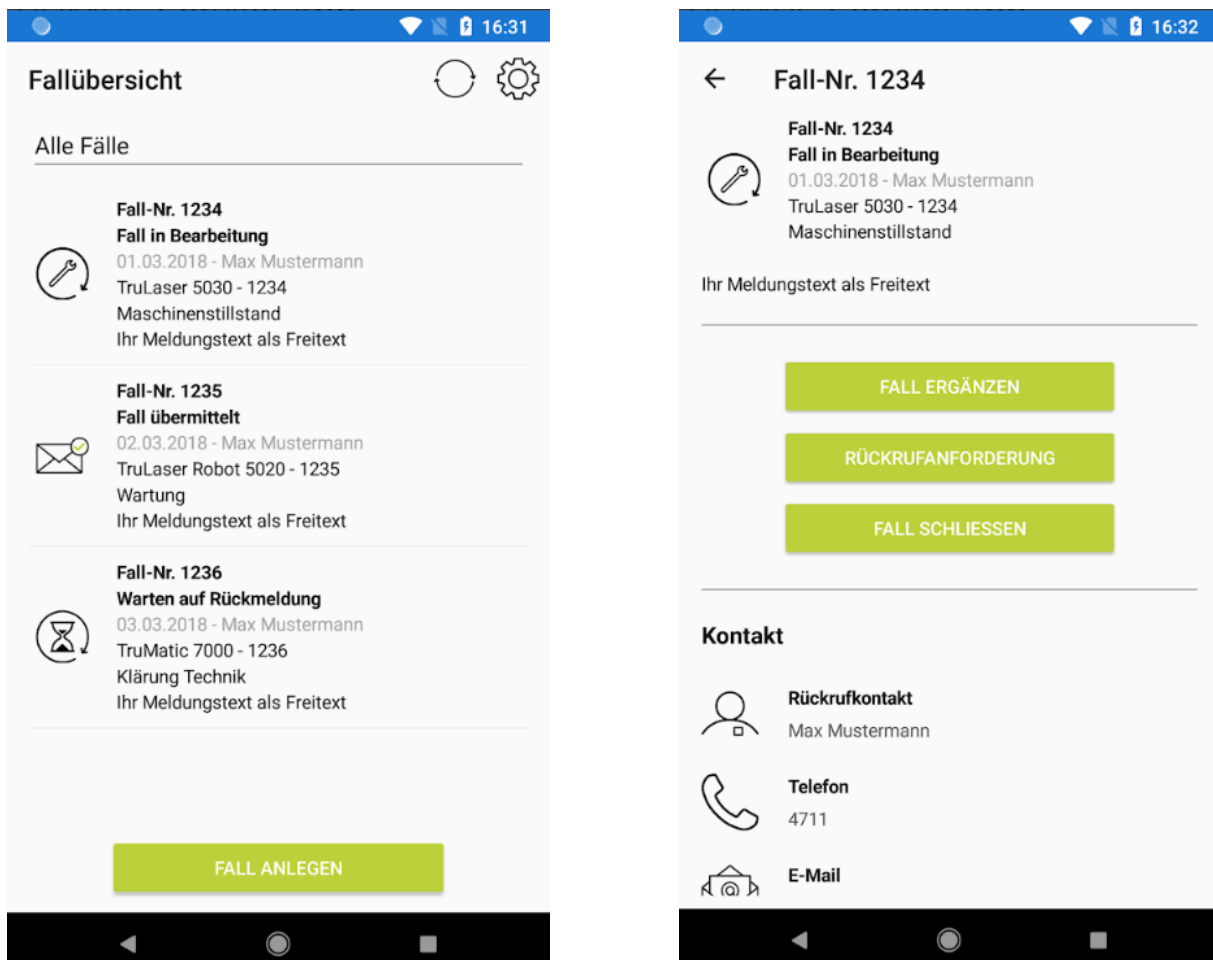 16:31
Fallübersicht
Alle Fälle
Fall-Nr. 1234
Fall in Bearbeitung
01.03.2018 - Max Mustermann
TruLaser 5030 - 1234
Maschinenstillstand
Ihr Meldungstext als Freitext
Fall-Nr. 1235
Fall übermittelt
02.03.2018 - Max Mustermann
TruLaser Robot 5020 - 1235
Wartung
Ihr Meldungstext als Freitext
Fall-Nr. 1236
Warten auf Rückmeldung
03.03.2018 - Max Mustermann
TruMatic 7000 - 1236
Klärung Technik
Ihr Meldungstext als Freitext
FALL ANLEGEN
16:32
Fall-Nr. 1234
Fall-Nr. 1234
Fall in Bearbeitung
01.03.2018 - Max Mustermann
TruLaser 5030 - 1234
Maschinenstillstand
Ihr Meldungstext als Freitext
FALL ERGÄNZEN
RÜCKRUFANFORDERUNG
FALL SCHLIESSEN
Kontakt
Rückrufkontakt
Max Mustermann
Telefon
4711
E-Mail